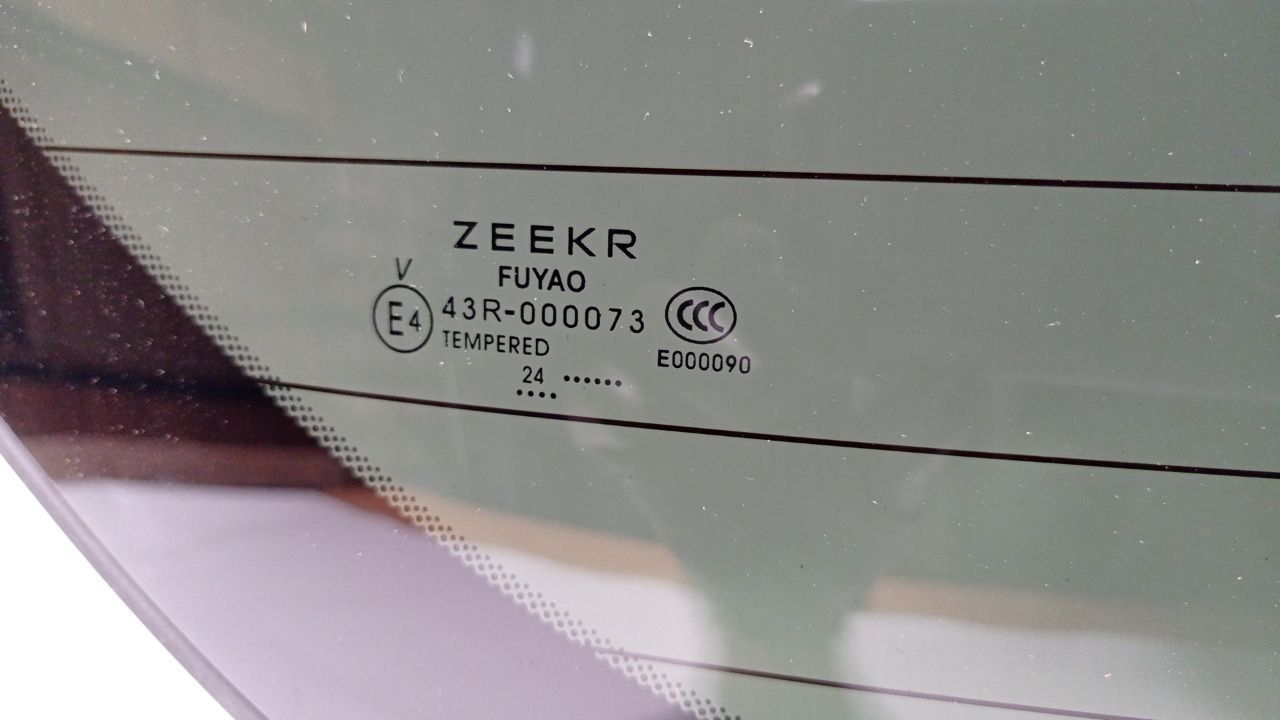 ZEEKR
FUYAO
V
E4 43R-000073 CCC
TEMPERED E000090
24 ······
····